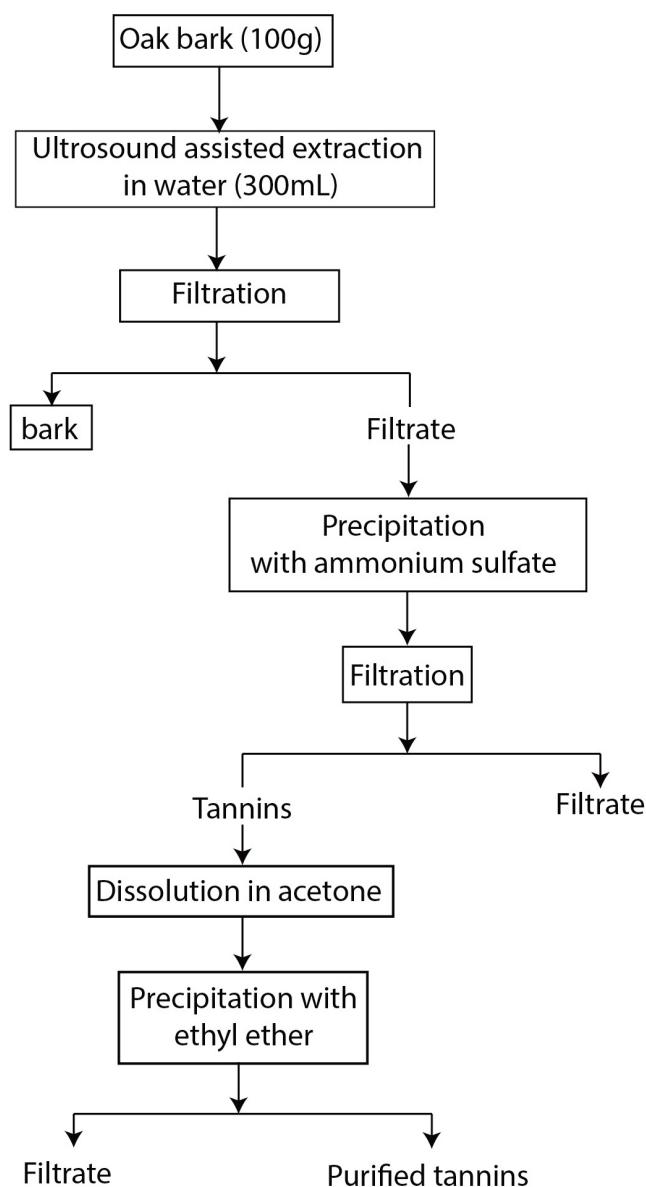 Oak bark (100g)
Ultrosound assisted extraction
in water (300mL)
Filtration
bark
Filtrate
Precipitation
with ammonium sulfate
Filtration
Tannins
Filtrate
Dissolution in acetone
Precipitation with
ethyl ether
Filtrate
Purified tannins